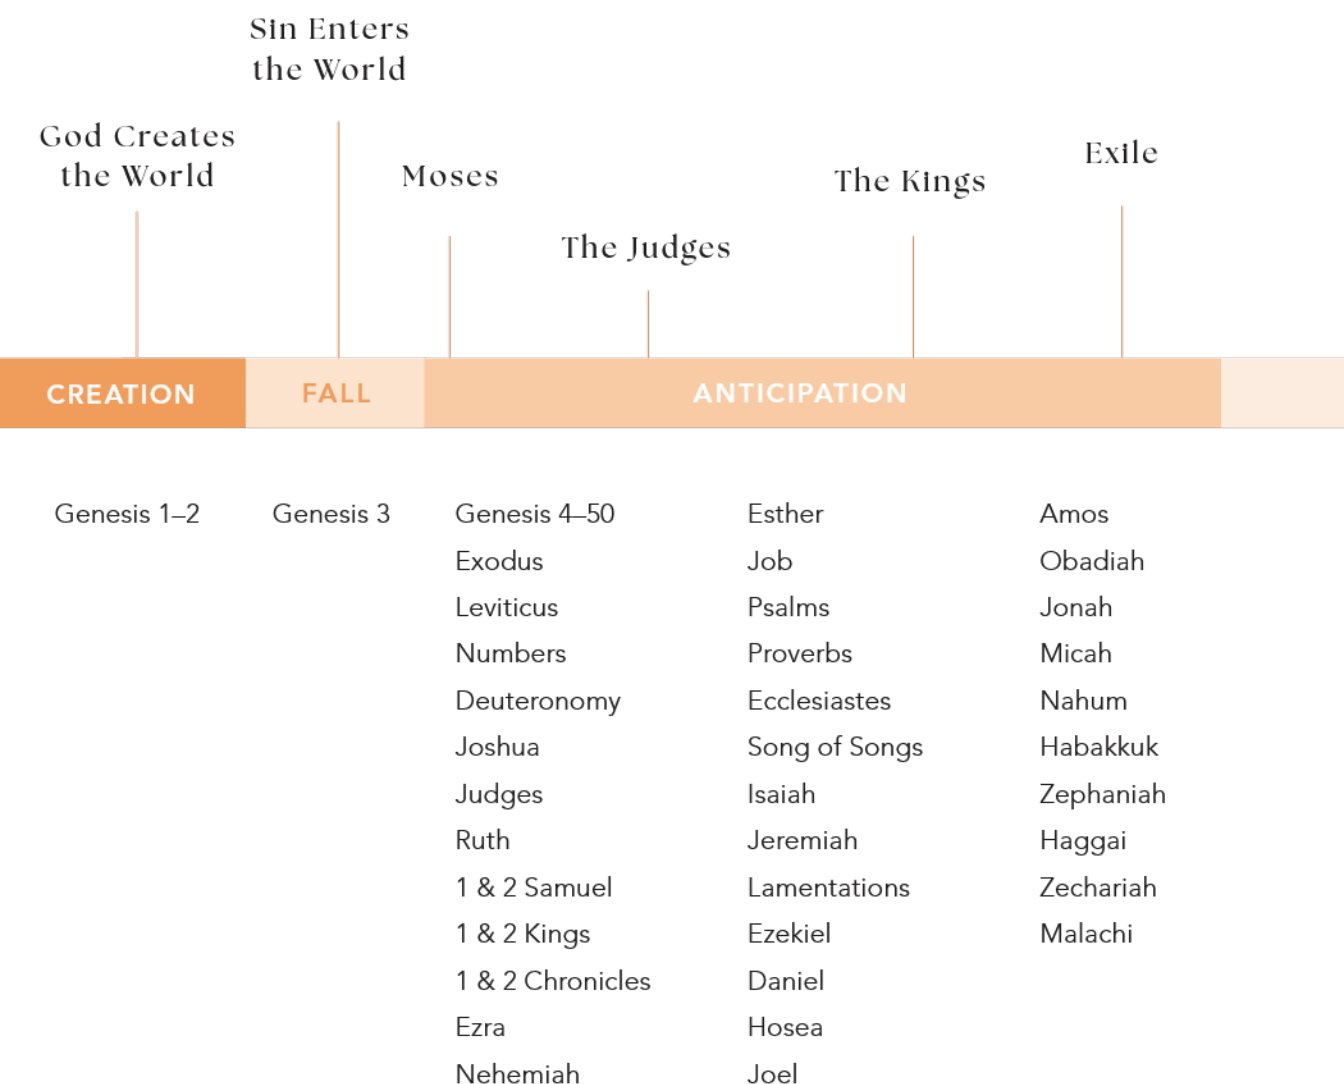 Sin Enters
the World
God Creates
the World
Moses
The Judges
The Kings
Exile
CREATION
FALL
ANTICIPATION
Genesis 1–2
Genesis 3
Genesis 4–50
Exodus
Leviticus
Numbers
Deuteronomy
Joshua
Judges
Ruth
1 & 2 Samuel
1 & 2 Kings
1 & 2 Chronicles
Ezra
Nehemiah
Esther
Job
Psalms
Proverbs
Ecclesiastes
Song of Songs
Isaiah
Jeremiah
Lamentations
Ezekiel
Daniel
Hosea
Joel
Amos
Obadiah
Jonah
Micah
Nahum
Habakkuk
Zephaniah
Haggai
Zechariah
Malachi